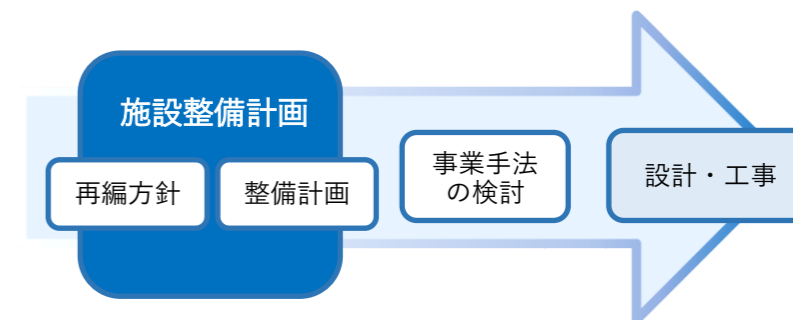 施設整備計画
再編方針
整備計画
事業手法
の検討
設計・工事